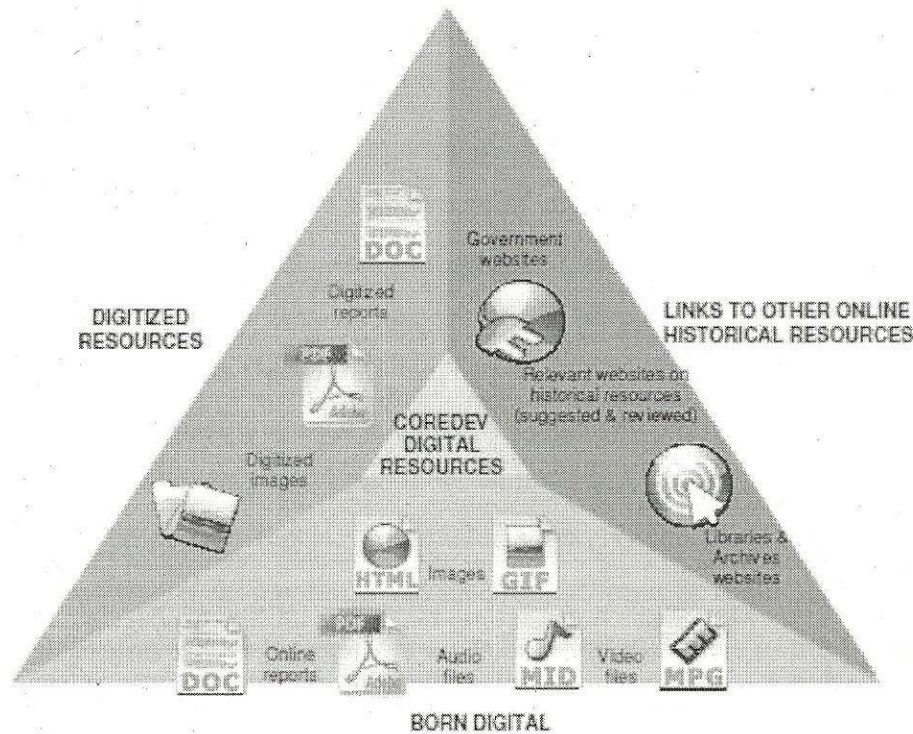 DOC
Government
websites
Digitized
reports
DIGITIZED
RESOURCES
LINKS TO OTHER ONLINE
HISTORICAL RESOURCES
PDF
Adobe
Relevant websites on
historical resources
(suggested & reviewed)
COREDEV
DIGITAL
RESOURCES
Digitized
images
Libraries &
Archives
websites
HTML
Images
GIF
DOC
Online
reports
PDF
Adobe
Audio
files
MID
Video
files
MPG
BORN DIGITAL